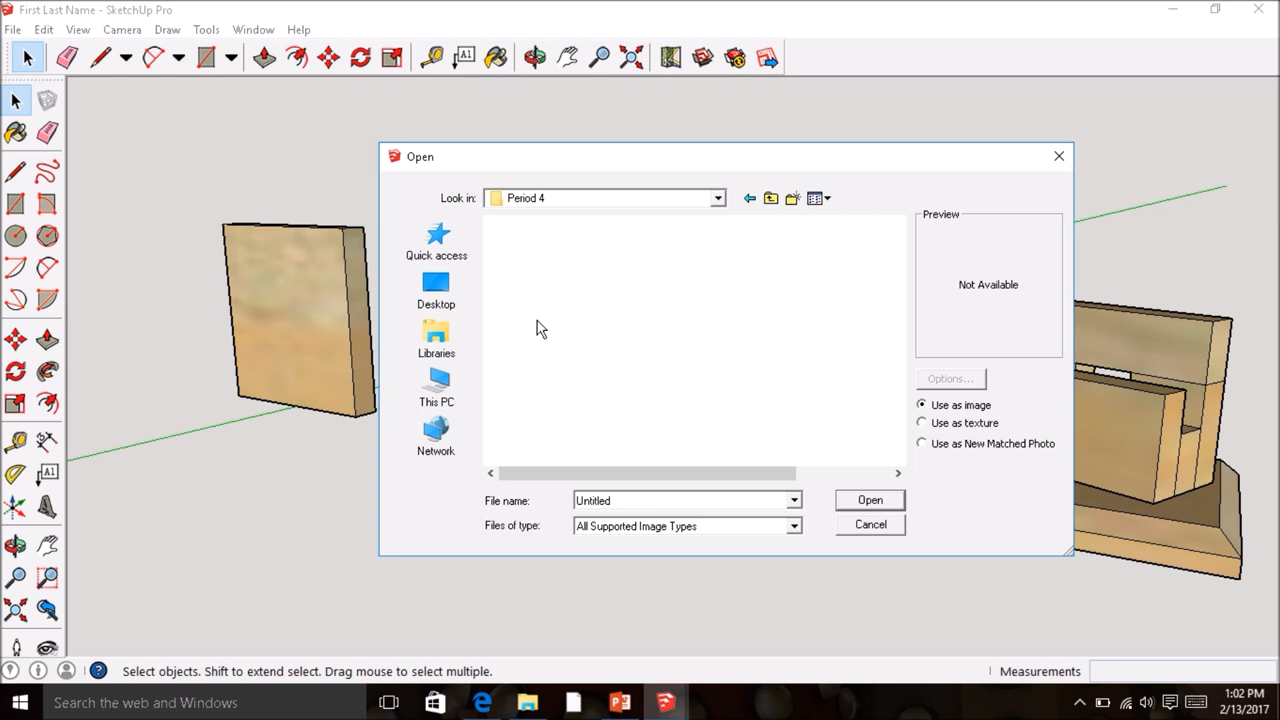 First Last Name - SketchUp Pro
File Edit View Camera Draw Tools Window Help
A1
Open
Look in: Period 4
Preview
Quick access
Not Available
Desktop
Libraries
Options...
This PC
Use as image
Use as texture
Use as New Matched Photo
Network
A1
File name: Untitled Open
Files of type: All Supported Image Types Cancel
Select objects. Shift to extend select. Drag mouse to select multiple. Measurements
Search the web and Windows
1:02 PM
2/13/2017